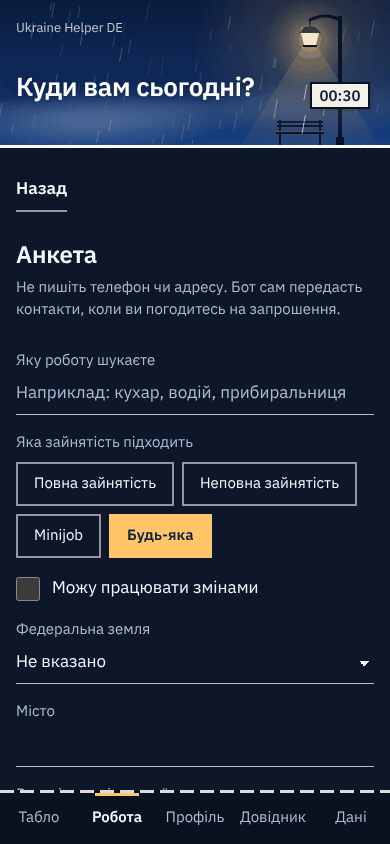 Ukraine Helper DE
Куди вам сьогодні?
00:30
Назад
Анкета
Не пишіть телефон чи адресу. Бот сам передасть
контакти, коли ви погодитесь на запрошення.
Яку роботу шукаєте
Наприклад: кухар, водій, прибиральниця
Яка зайнятість підходить
Повна зайнятість
Неповна зайнятість
Minijob
Будь-яка
Можу працювати змінами
Федеральна земля
Не вказано
Місто
Табло
Робота
Профіль
Довідник
Дані